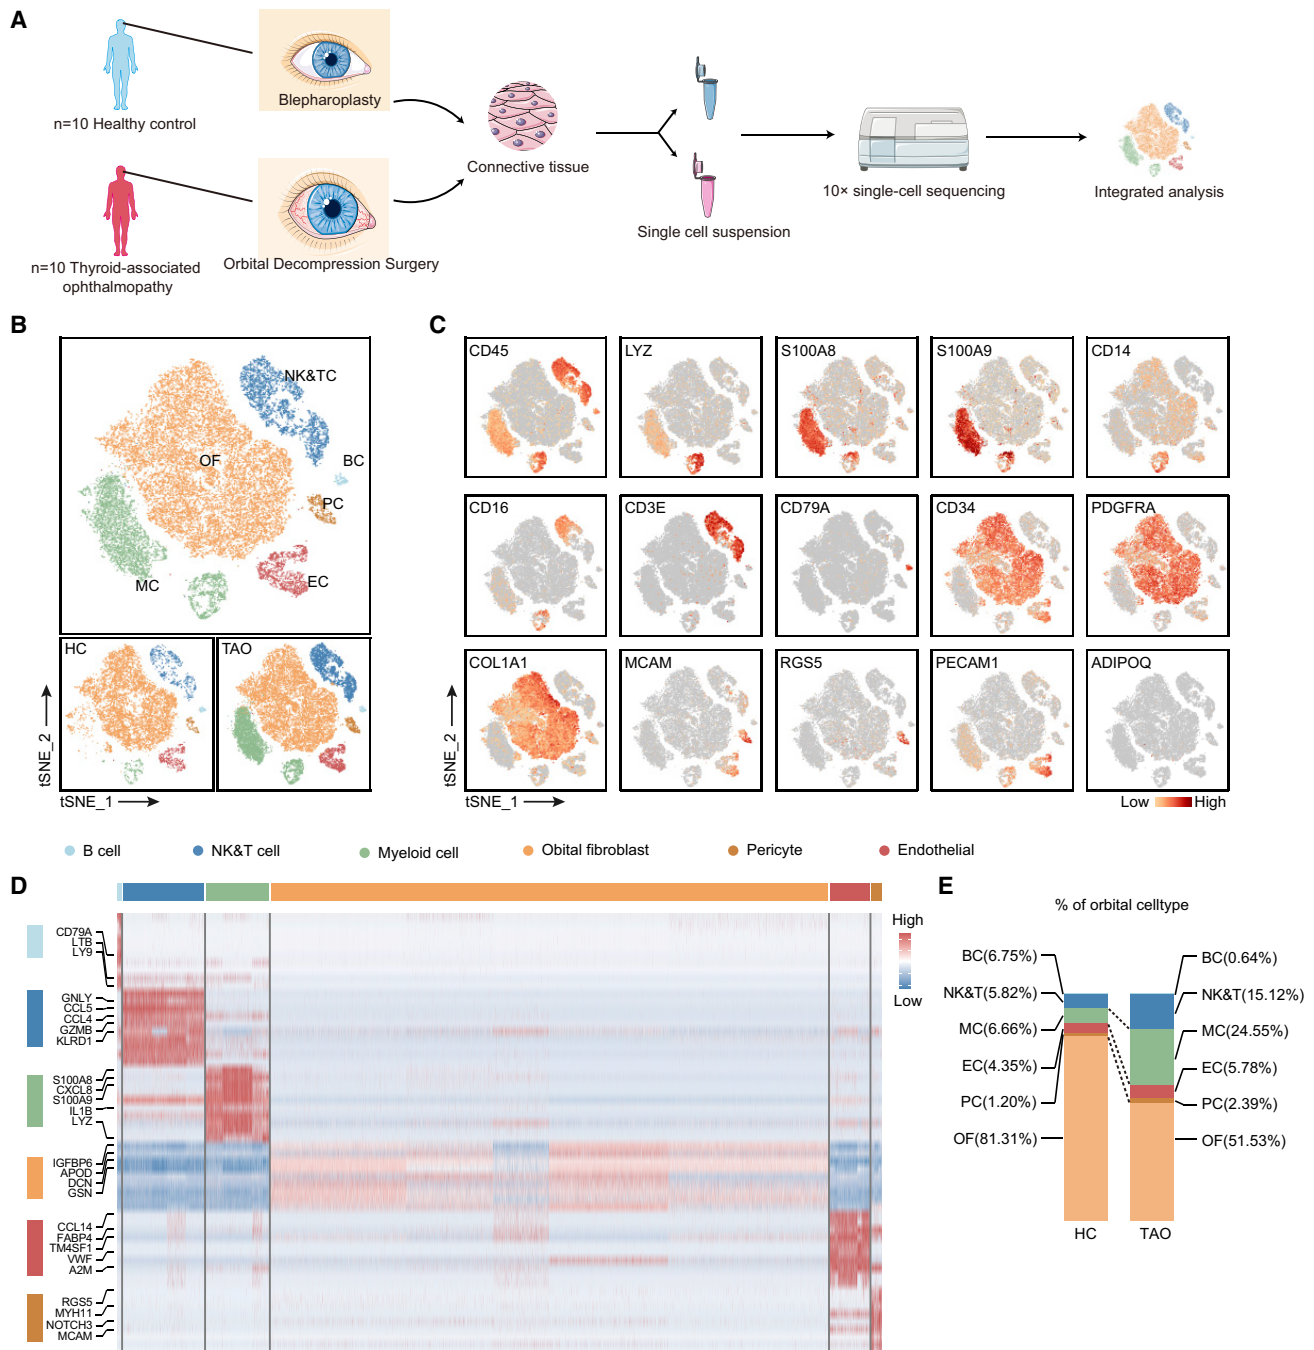 A
n=10 Healthy control
Blepharoplasty
n=10 Thyroid-associated
ophthalmopathy
Orbital Decompression Surgery
Connective tissue
Single cell suspension
10× single-cell sequencing
Integrated analysis
B
NK&TC
OF
BC
PC
MC
EC
HC
TAO
tSNE_2
tSNE_1
C
CD45
LYZ
S100A8
S100A9
CD14
CD16
CD3E
CD79A
CD34
PDGFRA
COL1A1
MCAM
RGS5
PECAM1
ADIPOQ
tSNE_2
tSNE_1
Low High
B cell
NK&T cell
Myeloid cell
Obital fibroblast
Pericyte
Endothelial
D
CD79A
LTB
LY9
GNLY
CCL5
CCL4
GZMB
KLRD1
S100A8
CXCL8
S100A9
IL1B
LYZ
IGFBP6
APOD
DCN
GSN
CCL14
FABP4
TM4SF1
VWF
A2M
RGS5
MYH11
NOTCH3
MCAM
High
Low
E
% of orbital celltype
BC(6.75%)
NK&T(5.82%)
MC(6.66%)
EC(4.35%)
PC(1.20%)
OF(81.31%)
BC(0.64%)
NK&T(15.12%)
MC(24.55%)
EC(5.78%)
PC(2.39%)
OF(51.53%)
HC
TAO